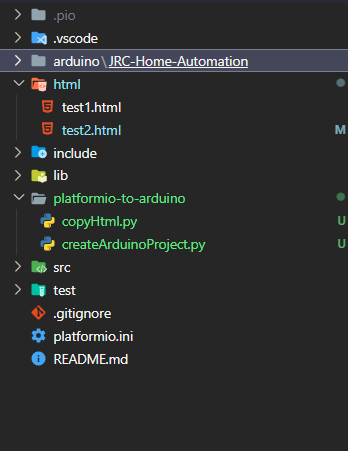 .pio
.vscode
arduino\JRC-Home-Automation
html
test1.html
test2.html M
include
lib
platformio-to-arduino
copyHtml.py U
createArduinoProject.py U
src
test
.gitignore
platformio.ini
README.md